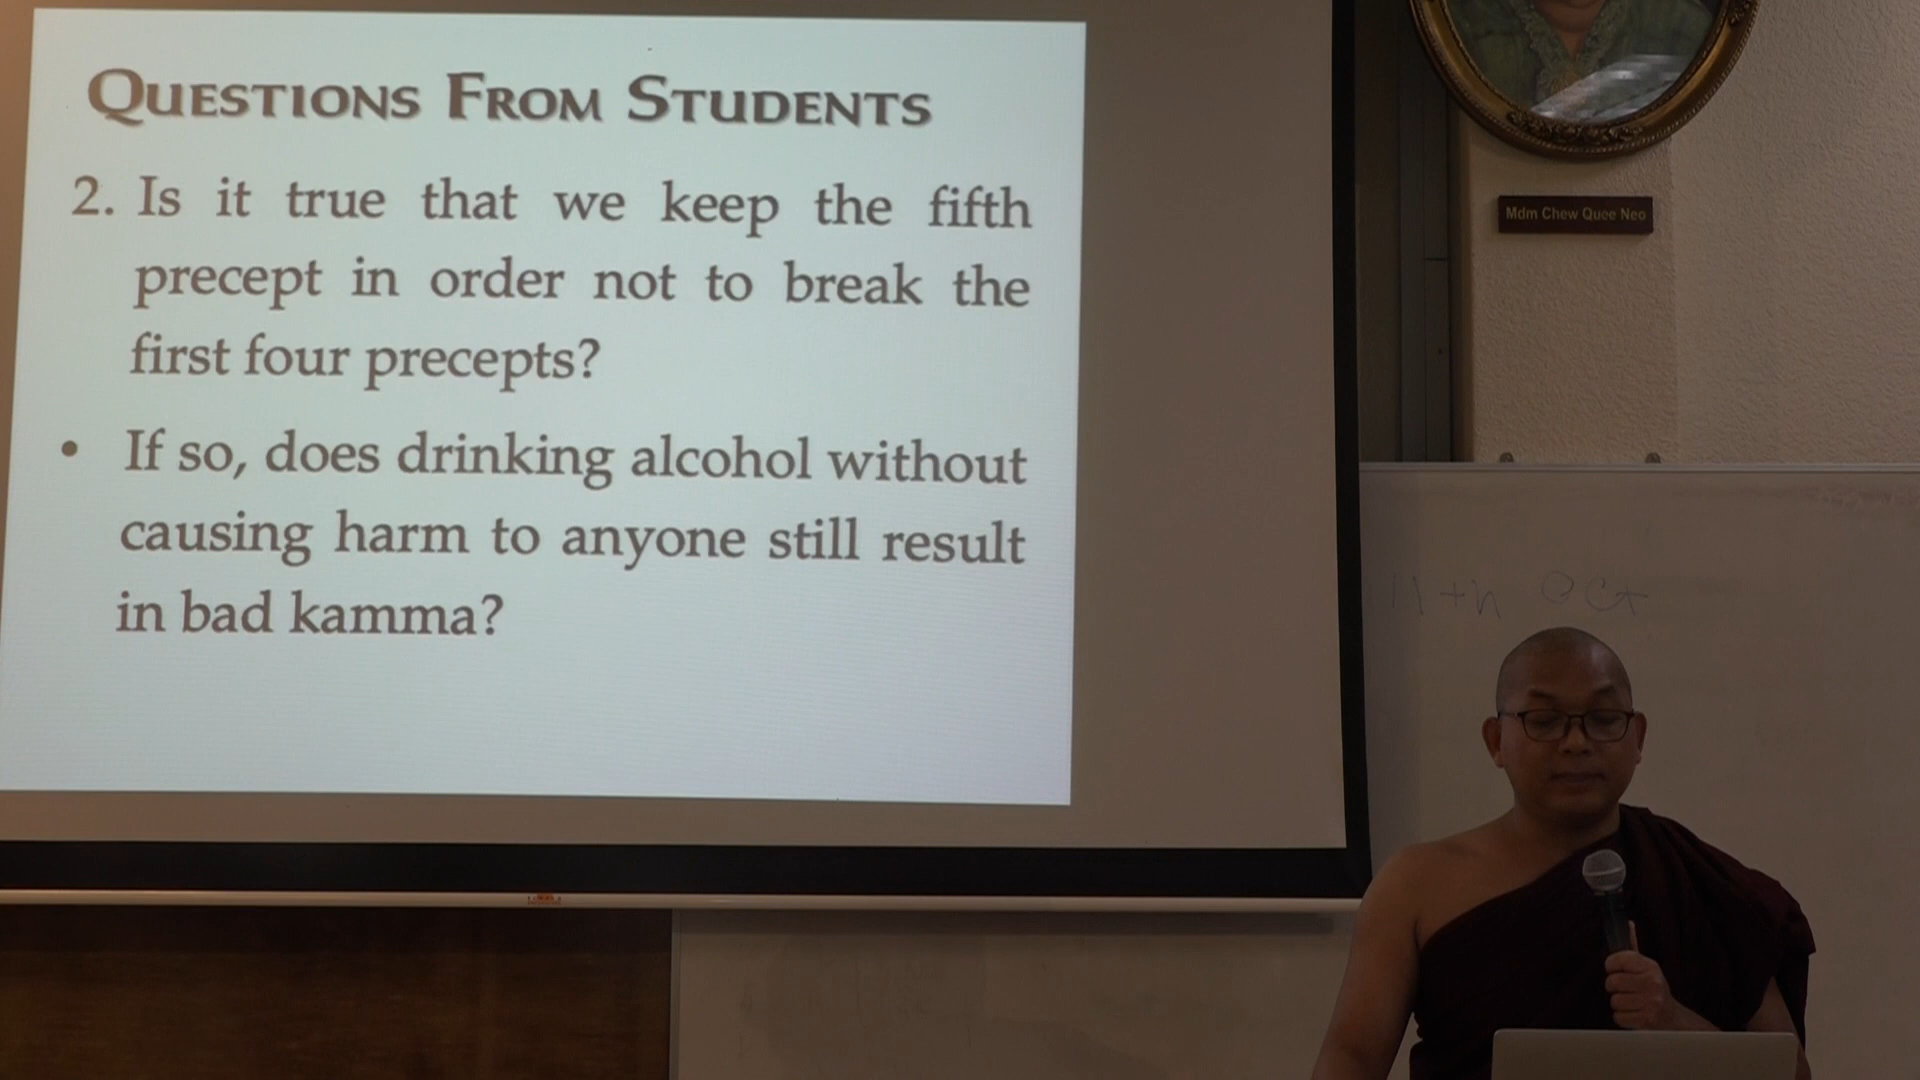 QUESTIONS FROM STUDENTS
2. Is it true that we keep the fifth
precept in order not to break the
first four precepts?
• If so, does drinking alcohol without
causing harm to anyone still result
in bad kamma?
Mdm Chew Quee Neo
11th Oct